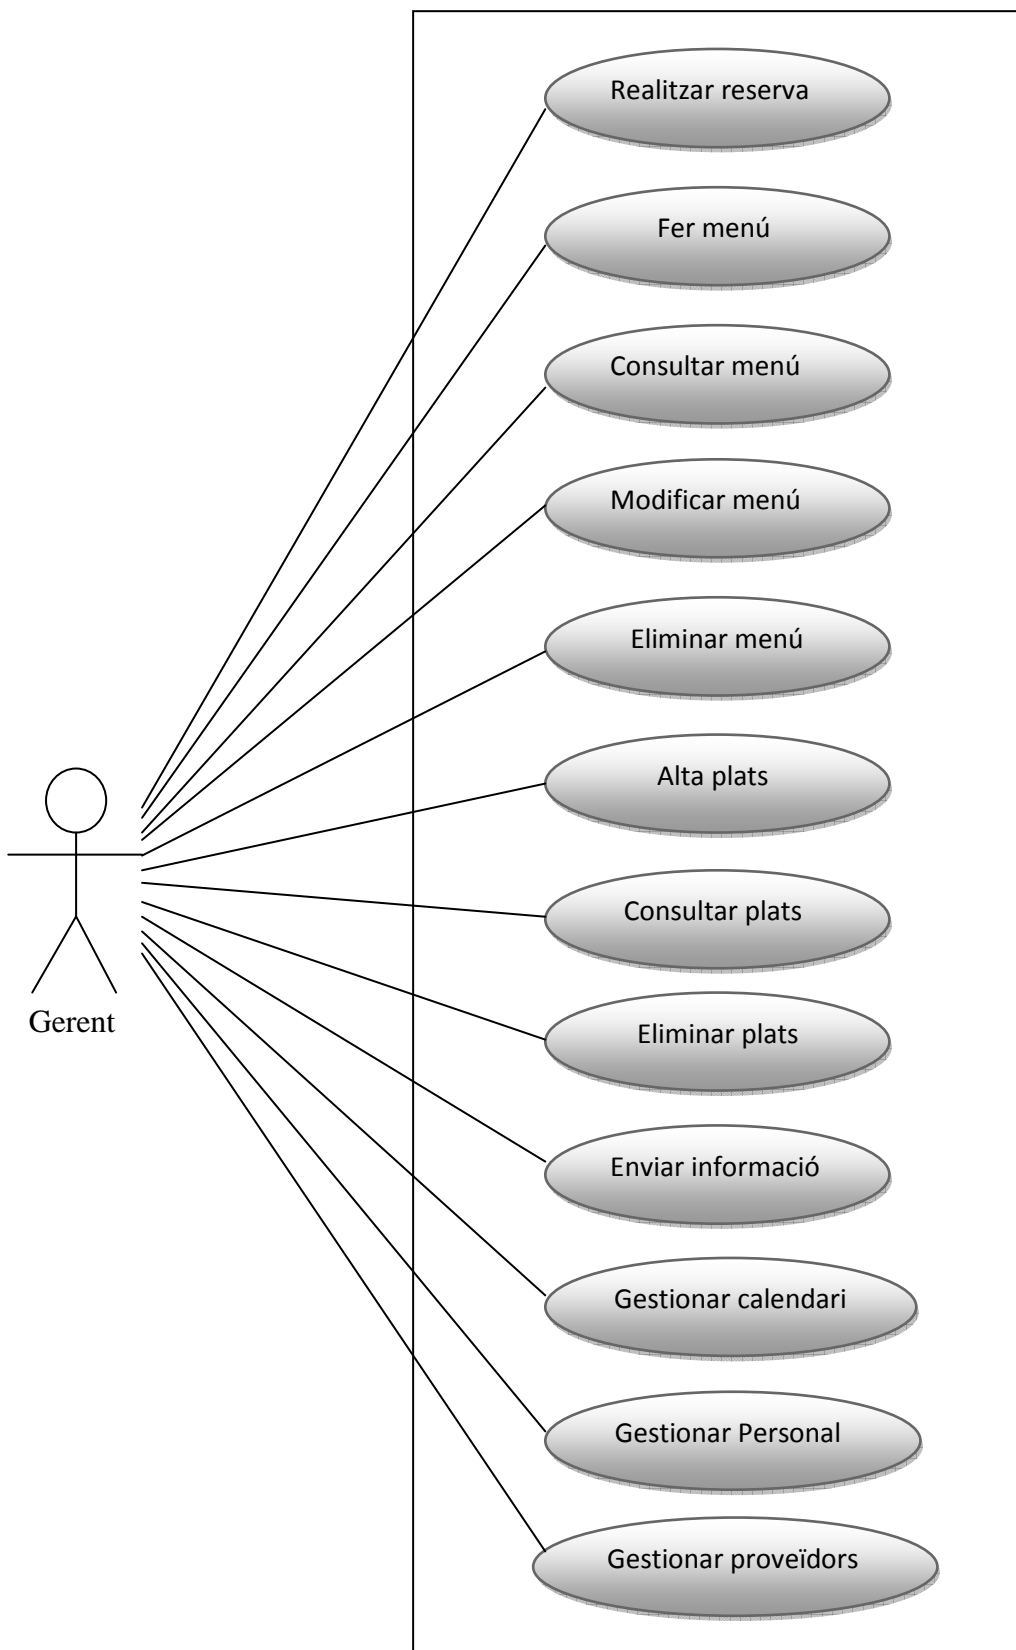 Realitzar reserva
Fer menú
Consultar menú
Modificar menú
Eliminar menú
Alta plats
Consultar plats
Gerent
Eliminar plats
Enviar informació
Gestionar calendari
Gestionar Personal
Gestionar proveïdors